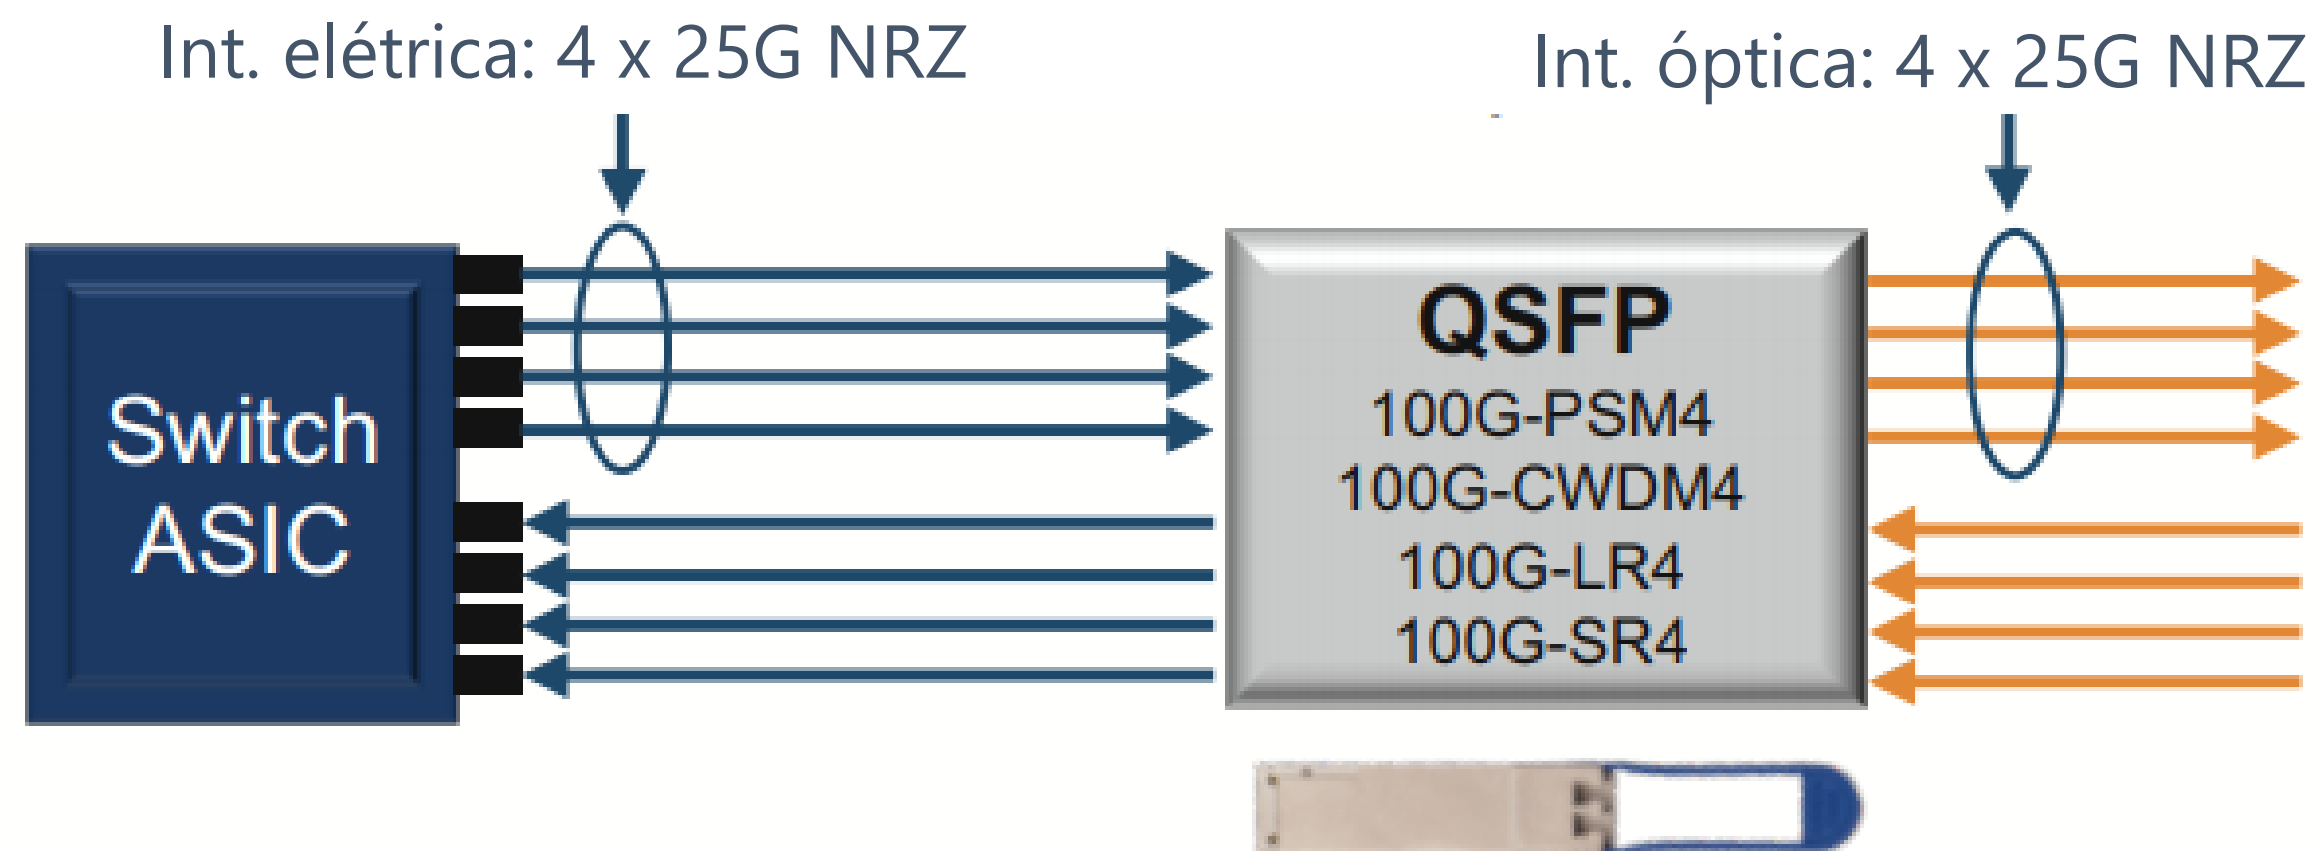 Int. elétrica: 4 x 25G NRZ
Int. óptica: 4 x 25G NRZ
Switch
ASIC
QSFP
100G-PSM4
100G-CWDM4
100G-LR4
100G-SR4